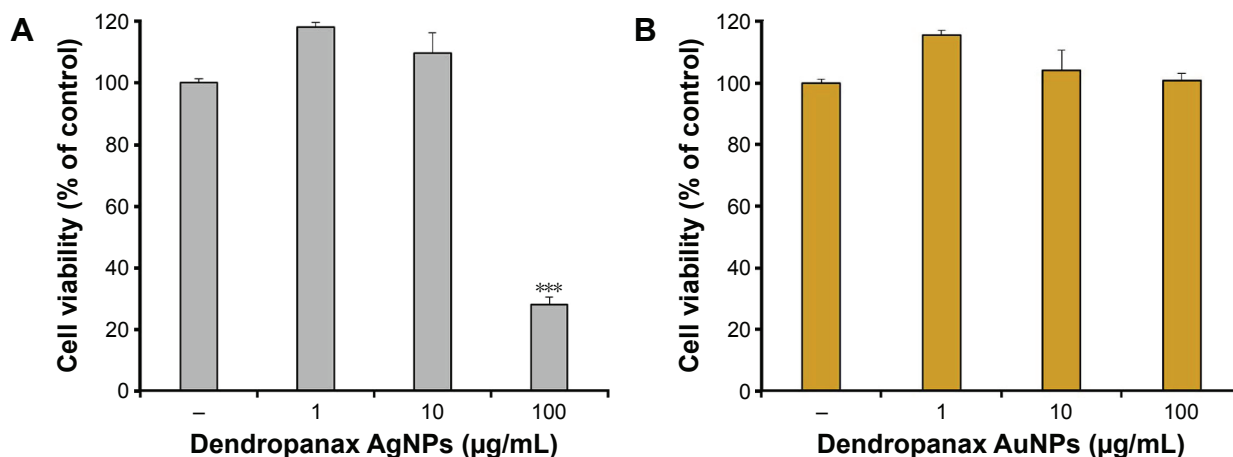 A
Cell viability (% of control)
120
100
80
60
40
20
0
***
– 1 10 100
Dendropanax AgNPs (µg/mL)
B
Cell viability (% of control)
120
100
80
60
40
20
0
– 1 10 100
Dendropanax AuNPs (µg/mL)